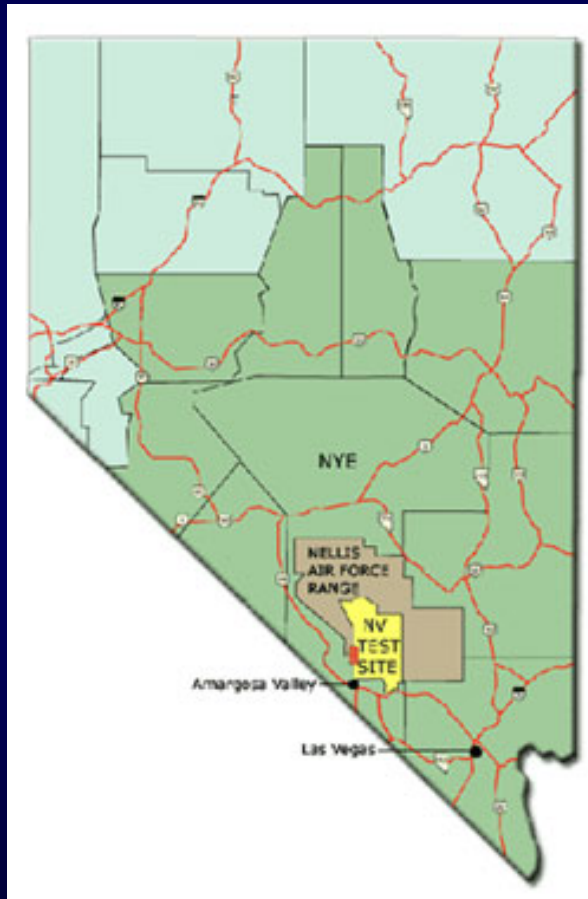 NYE
NELLIS
AIR FORCE
RANGE
NV
TEST
SITE
Amargosa Valley
Las Vegas